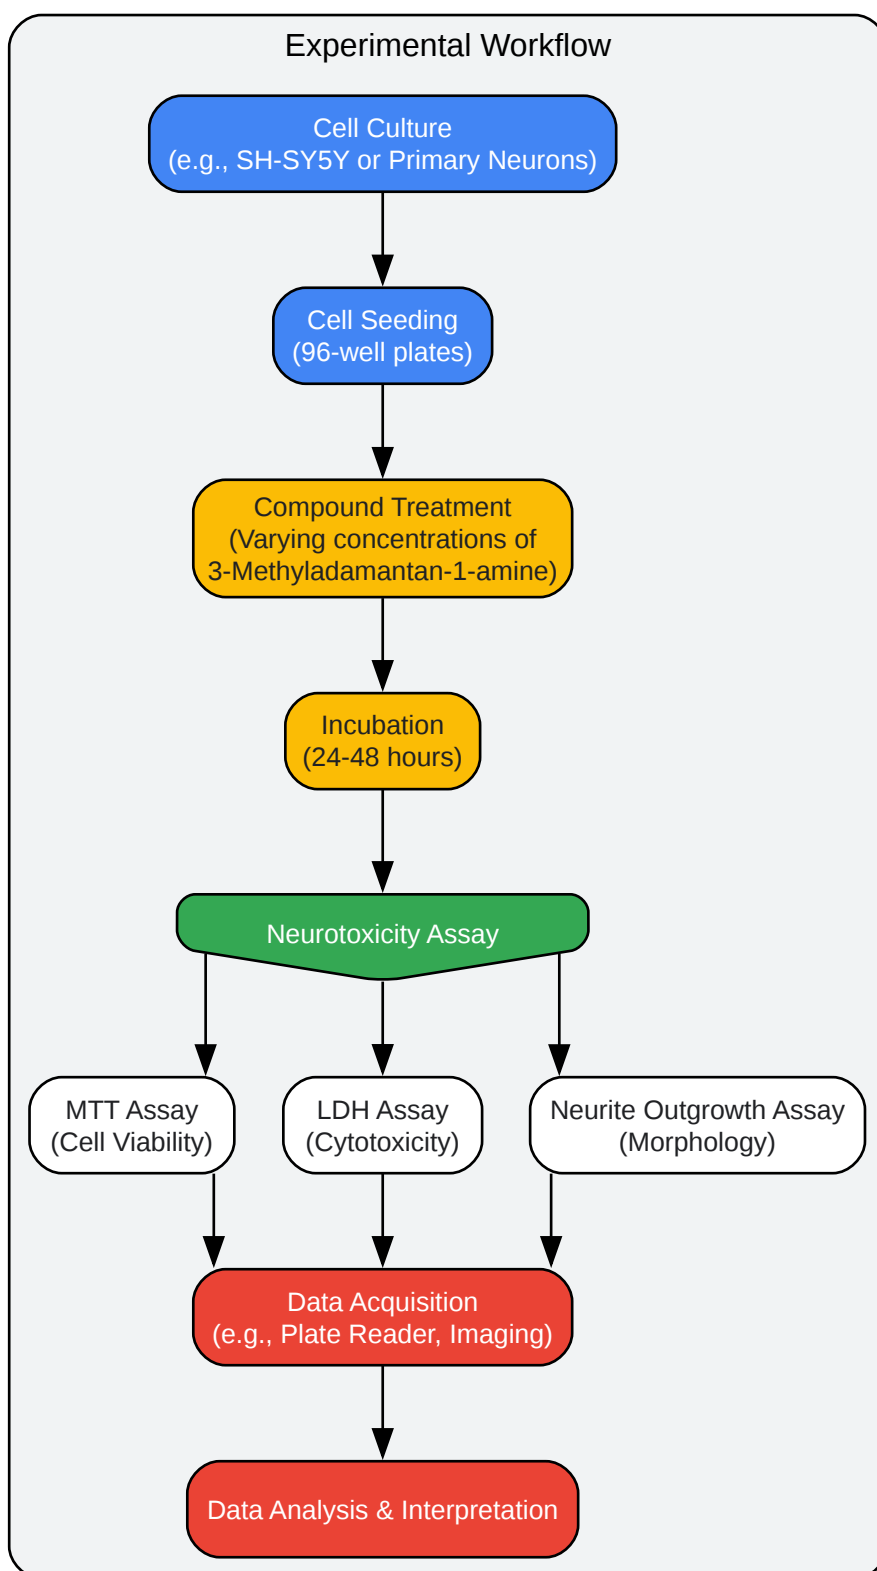 Experimental Workflow
Cell Culture
(e.g., SH-SY5Y or Primary Neurons)
Cell Seeding
(96-well plates)
Compound Treatment
(Varying concentrations of
3-Methyladamantan-1-amine)
Incubation
(24-48 hours)
Neurotoxicity Assay
MTT Assay
(Cell Viability)
LDH Assay
(Cytotoxicity)
Neurite Outgrowth Assay
(Morphology)
Data Acquisition
(e.g., Plate Reader, Imaging)
Data Analysis & Interpretation